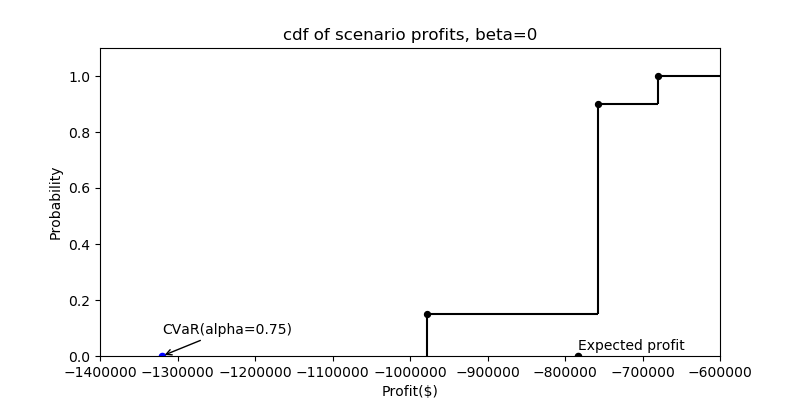 cdf of scenario profits, beta=0
Probability
1.0
0.8
0.6
0.4
0.2
0.0
CVaR(alpha=0.75)
Expected profit
−1400000 −1300000 −1200000 −1100000 −1000000 −900000 −800000 −700000 −600000
Profit($)